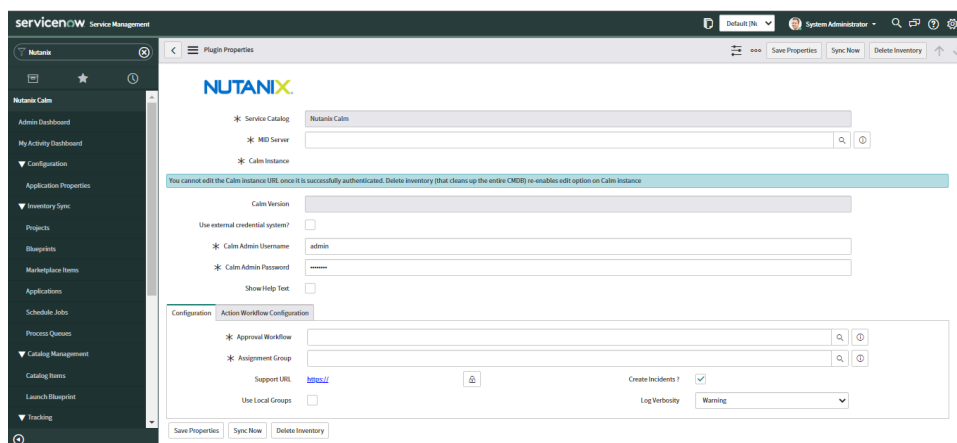 servicenow Service Management
Default [Nu
System Administrator
Nutanix
Plugin Properties
Save Properties
Sync Now
Delete Inventory
Nutanix Calm
Admin Dashboard
My Activity Dashboard
Configuration
Application Properties
Inventory Sync
Projects
Blueprints
Marketplace Items
Applications
Schedule Jobs
Process Queues
Catalog Management
Catalog Items
Launch Blueprint
Tracking
NUTANIX
Service Catalog Nutanix Calm
MID Server
Calm Instance
You cannot edit the Calm instance URL once it is successfully authenticated. Delete inventory (that cleans up the entire CMDB) re-enables edit option on Calm instance
Calm Version
Use external credential system?
Calm Admin Username admin
Calm Admin Password
Show Help Text
Configuration Action Workflow Configuration
Approval Workflow
Assignment Group
Support URL https:// Create Incidents ?
Use Local Groups Log Verbosity Warning
Save Properties Sync Now Delete Inventory